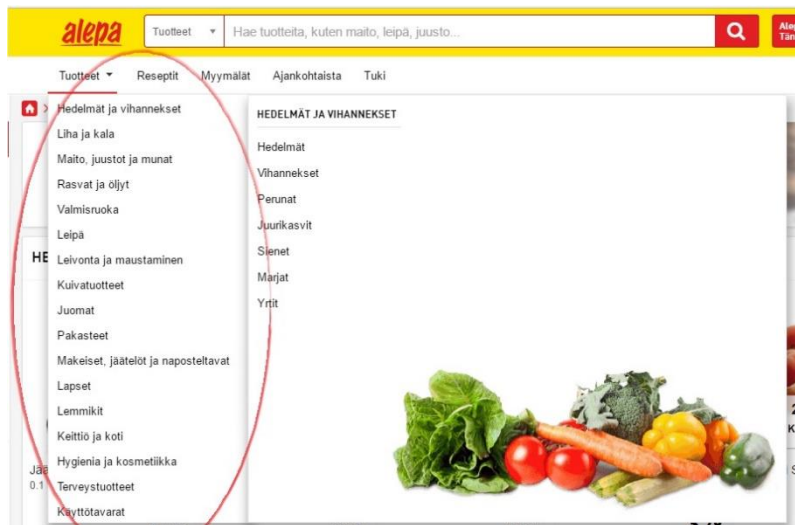 alepa
Tuotteet
Hae tuotteita, kuten maito, leipä, juusto...
Tuotteet
Reseptit
Myymälät
Ajankohtaista
Tuki
Hedelmät ja vihannekset
Liha ja kala
Maito, juustot ja munat
Rasvat ja öljyt
Valmisruoka
Leipä
Leivonta ja maustaminen
Kuivatuotteet
Juomat
Pakasteet
Makeiset, jäätelöt ja naposteltavat
Lapset
Lemmikit
Keittiö ja koti
Hygienia ja kosmetiikka
Terveystuotteet
Käyttötavarat
HEDELMÄT JA VIHANNEKSET
Hedelmät
Vihannekset
Perunat
Juurikasvit
Sienet
Marjat
Yrtit